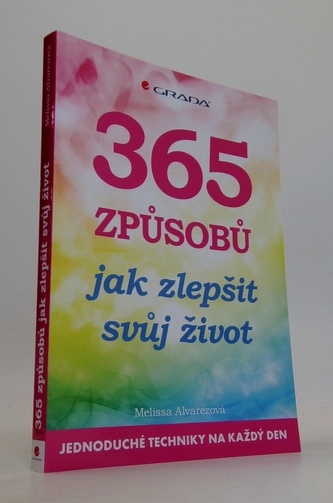 GRADA
365
ZPŮSOBŮ
jak zlepšit
svůj život
Melissa Alvarezová
JEDNODUCHÉ TECHNIKY NA KAŽDÝ DEN
Melissa Alvarezová
365 způsobů jak zlepšit svůj život